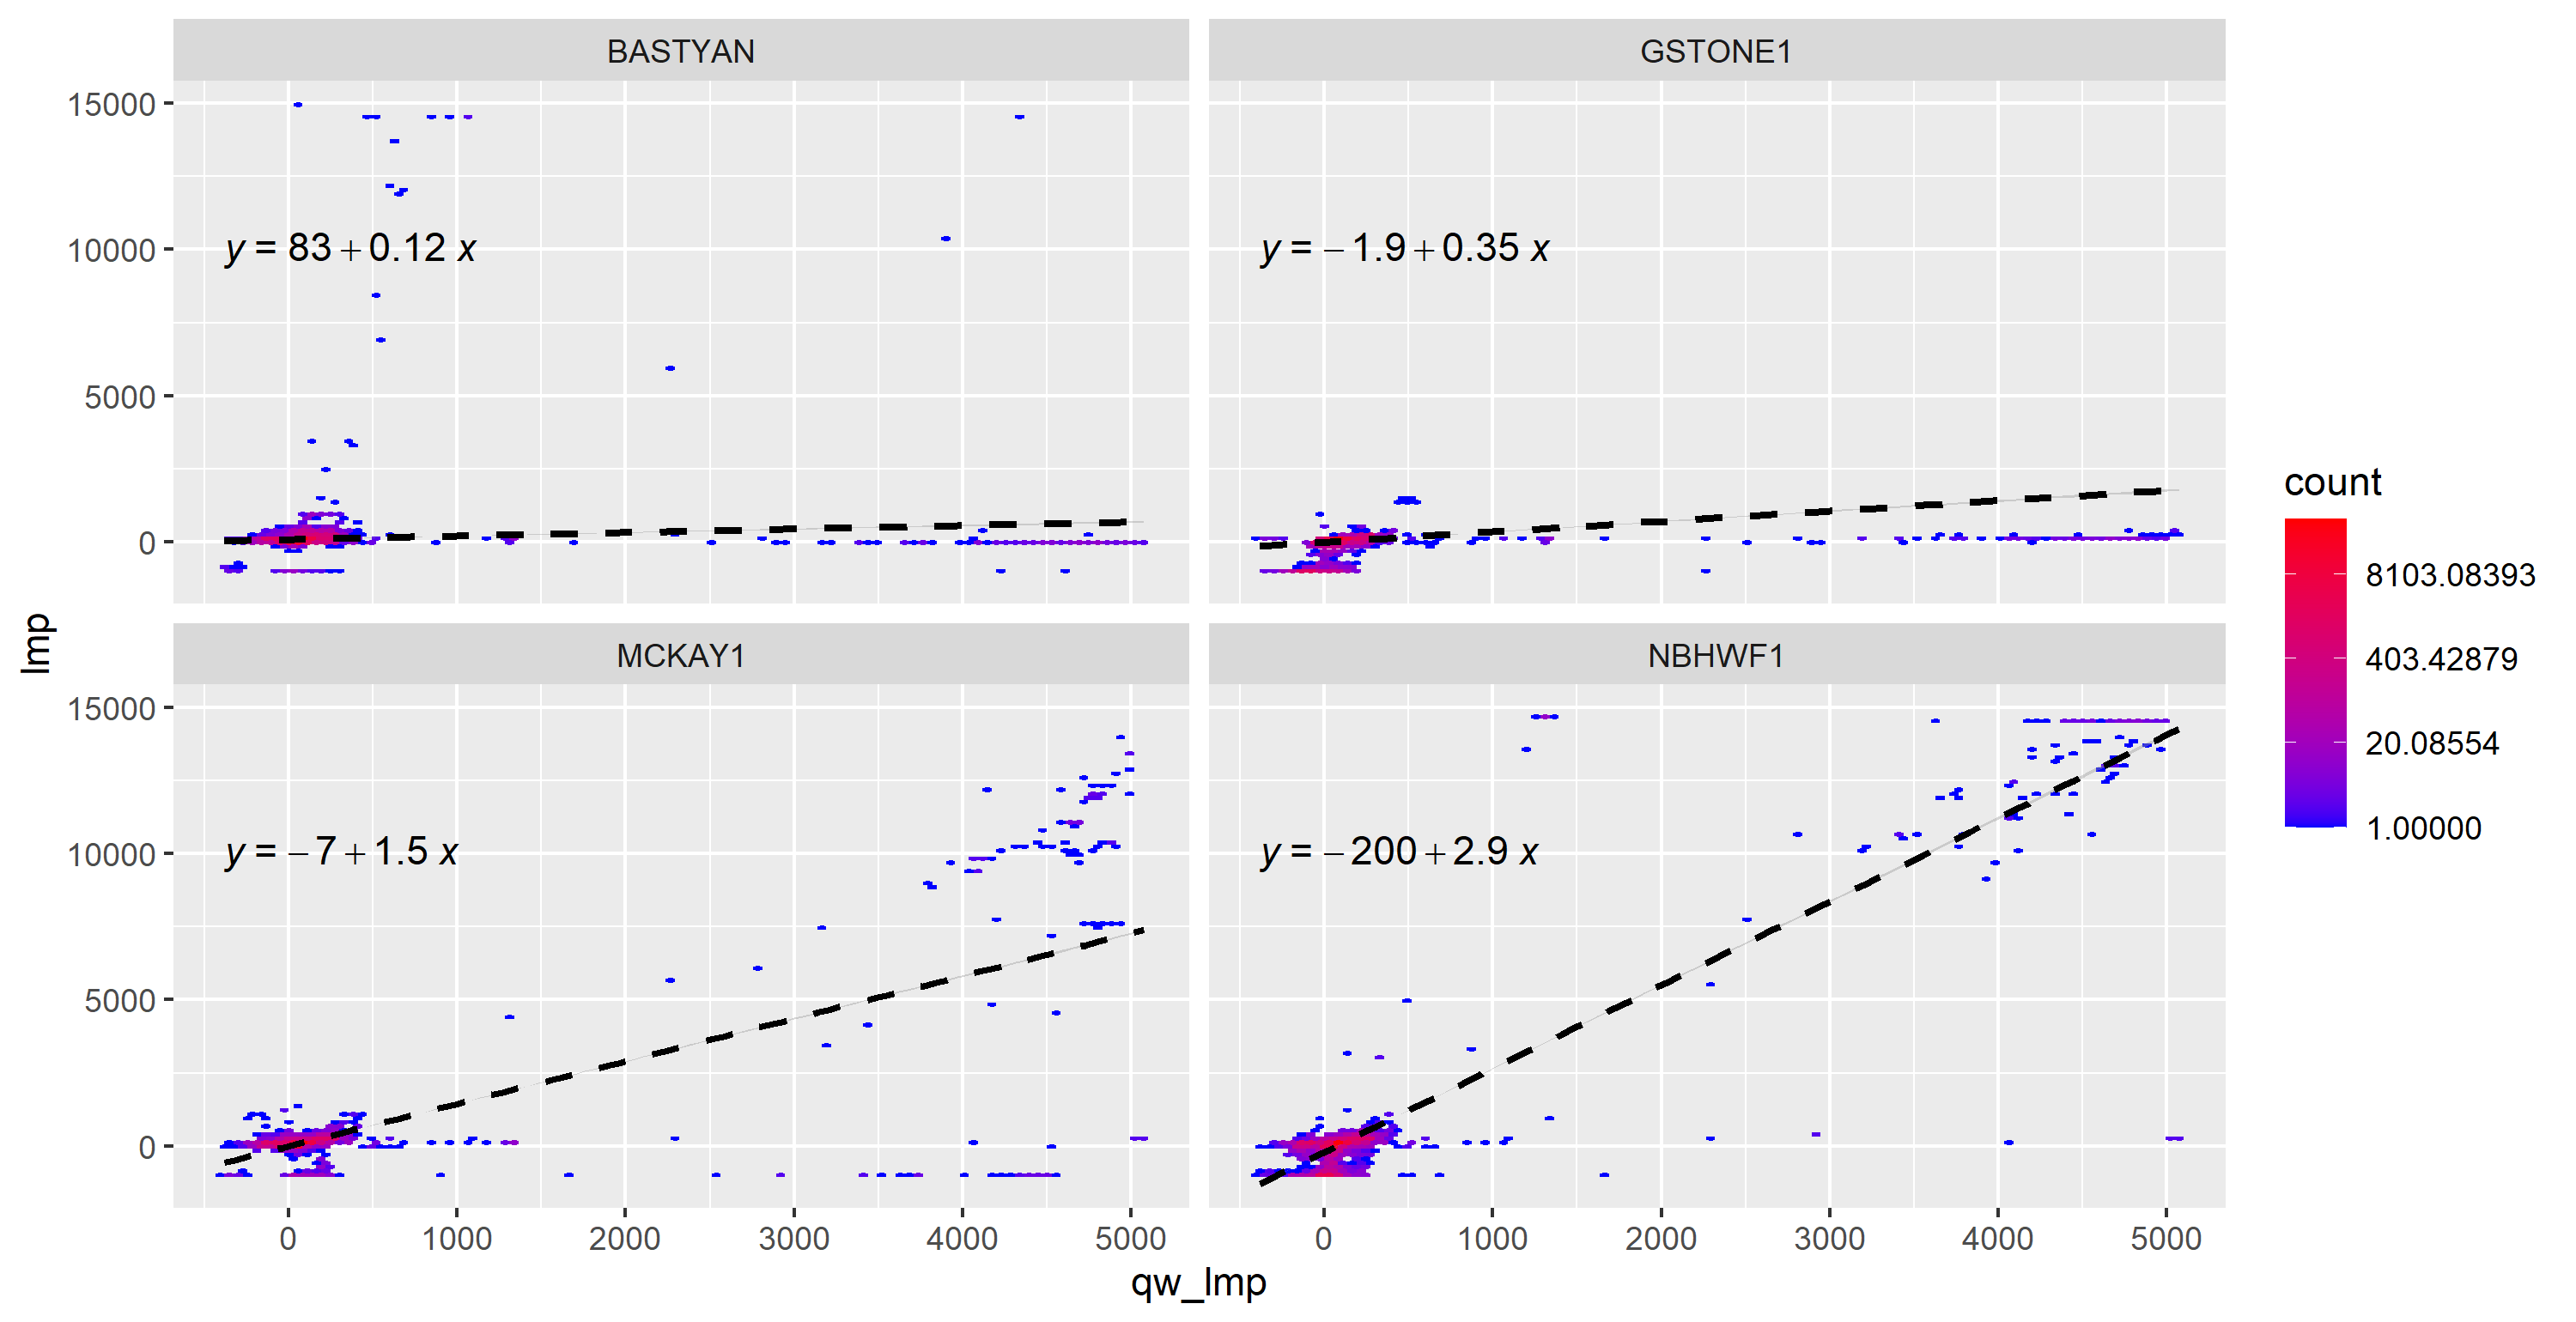 BASTYAN
GSTONE1
15000
10000
5000
0
y = 83 + 0.12 x
y = − 1.9 + 0.35 x
MCKAY1
NBHWF1
15000
10000
5000
0
y = − 7 + 1.5 x
y = − 200 + 2.9 x
0 1000 2000 3000 4000 5000
0 1000 2000 3000 4000 5000
qw_lmp
lmp
count
8103.08393
403.42879
20.08554
1.00000